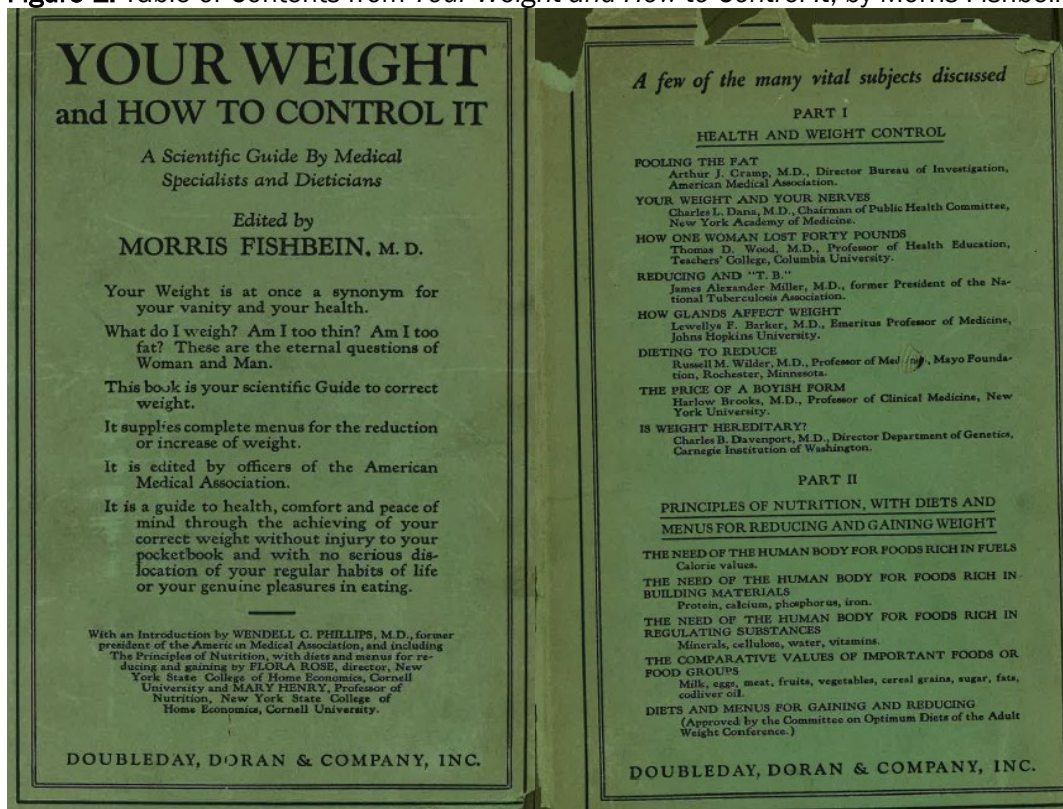 Figure 2. Table of Contents from Your Weight and How to Control It, by Morris Fishbein
YOUR WEIGHT
and HOW TO CONTROL IT
A Scientific Guide By Medical
Specialists and Dieticians
Edited by
MORRIS FISHBEIN, M. D.
Your Weight is at once a synonym for
your vanity and your health.
What do I weigh? Am I too thin? Am I too
fat? These are the eternal questions of
Woman and Man.
This book is your scientific Guide to correct
weight.
It supplies complete menus for the reduction
or increase of weight.
It is edited by officers of the American
Medical Association.
It is a guide to health, comfort and peace of
mind through the achieving of your
correct weight without injury to your
pocketbook and with no serious dis-
location of your regular habits of life
or your genuine pleasures in eating.
With an Introduction by WENDELL C. PHILLIPS, M.D., former
president of the American Medical Association, and including
The Principles of Nutrition, with diets and menus for re-
ducing and gaining by FLORA ROSE, director, New
York State College of Home Economics, Cornell
University and MARY HENRY, Professor of
Nutrition, New York State College of
Home Economics, Cornell University.
DOUBLEDAY, DORAN & COMPANY, INC.
A few of the many vital subjects discussed
PART I
HEALTH AND WEIGHT CONTROL
FOOLING THE FAT
Arthur J. Cramp, M.D., Director Bureau of Investigation,
American Medical Association.
YOUR WEIGHT AND YOUR NERVES
Charles L. Dana, M.D., Chairman of Public Health Committee,
New York Academy of Medicine.
HOW ONE WOMAN LOST FORTY POUNDS
Thomas D. Wood, M.D., Professor of Health Education,
Teachers' College, Columbia University.
REDUCING AND "T. B."
James Alexander Miller, M.D., former President of the Na-
tional Tuberculosis Association.
HOW GLANDS AFFECT WEIGHT
Lewellys F. Barker, M.D., Emeritus Professor of Medicine,
Johns Hopkins University.
DIETING TO REDUCE
Russell M. Wilder, M.D., Professor of Mayo Founda-
tion, Rochester, Minnesota.
THE PRICE OF A BOYISH FORM
Harlow Brooks, M.D., Professor of Clinical Medicine, New
York University.
IS WEIGHT HEREDITARY?
Charles B. Davenport, M.D., Director Department of Genetics,
Carnegie Institution of Washington.
PART II
PRINCIPLES OF NUTRITION, WITH DIETS AND
MENUS FOR REDUCING AND GAINING WEIGHT
THE NEED OF THE HUMAN BODY FOR FOODS RICH IN FUELS
Calorie values.
THE NEED OF THE HUMAN BODY FOR FOODS RICH IN
BUILDING MATERIALS
Protein, calcium, phosphorus, iron.
THE NEED OF THE HUMAN BODY FOR FOODS RICH IN
REGULATING SUBSTANCES
Minerals, cellulose, water, vitamins.
THE COMPARATIVE VALUES OF IMPORTANT FOODS OR
FOOD GROUPS
Milk, eggs, meat, fruits, vegetables, cereal grains, sugar, fats,
codliver oil.
DIETS AND MENUS FOR GAINING AND REDUCING
(Approved by the Committee on Optimum Diets of the Adult
Weight Conference.)
DOUBLEDAY, DORAN & COMPANY, INC.